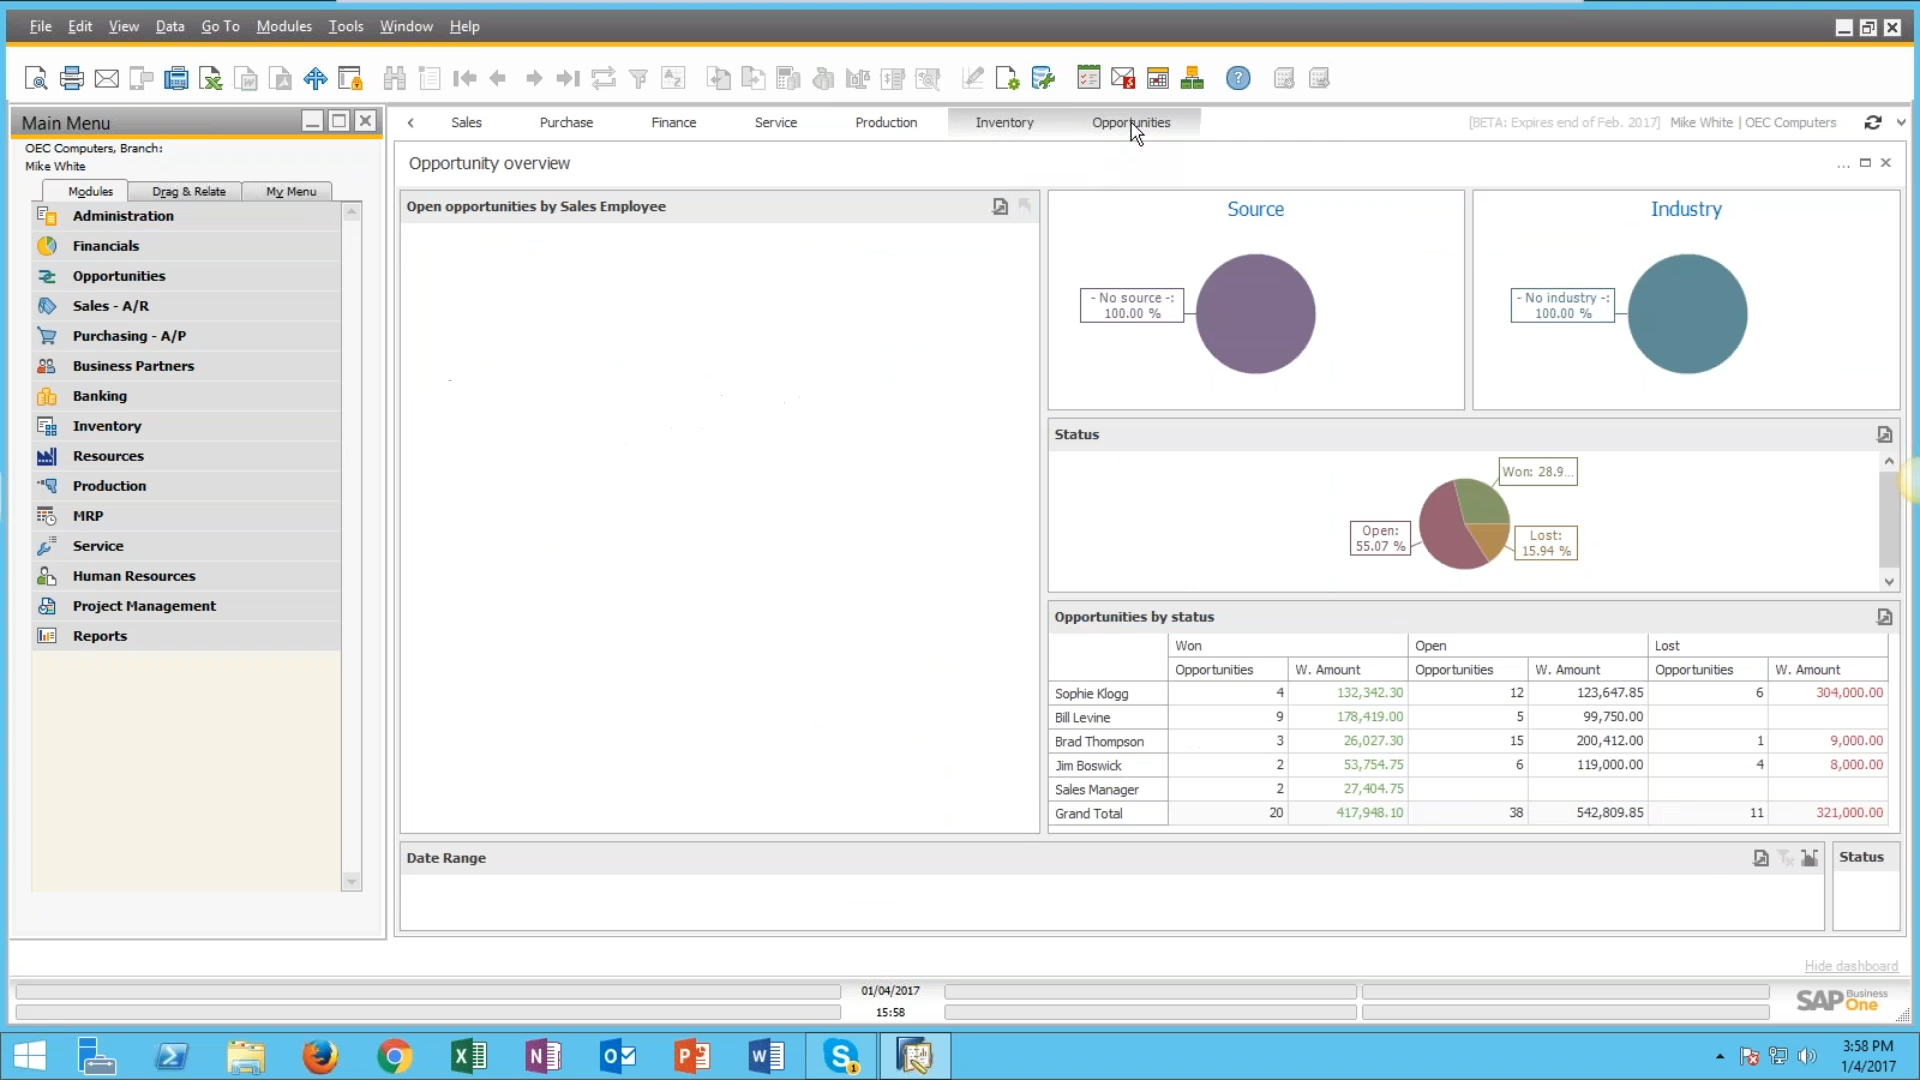 File Edit View Data Go To Modules Tools Window Help
Main Menu
OEC Computers, Branch:
Mike White
Modules Drag & Relate My Menu
Administration
Financials
Opportunities
Sales - A/R
Purchasing - A/P
Business Partners
Banking
Inventory
Resources
Production
MRP
Service
Human Resources
Project Management
Reports
Sales Purchase Finance Service Production Inventory Opportunities
[BETA: Expires end of Feb. 2017] Mike White | OEC Computers
Opportunity overview
Open opportunities by Sales Employee
Source
- No source -:
100.00 %
Industry
- No industry -:
100.00 %
Status
Won: 28.9...
Open:
55.07 %
Lost:
15.94 %
Opportunities by status
Won Open Lost
Opportunities W. Amount Opportunities W. Amount Opportunities W. Amount
Sophie Klogg 4 132,342.30 12 123,647.85 6 304,000.00
Bill Levine 9 178,419.00 5 99,750.00
Brad Thompson 3 26,027.30 15 200,412.00 1 9,000.00
Jim Boswick 2 53,754.75 6 119,000.00 4 8,000.00
Sales Manager 2 27,404.75
Grand Total 20 417,948.10 38 542,809.85 11 321,000.00
Date Range
Status
Hide dashboard
01/04/2017
15:58
SAP Business One
3:58 PM
1/4/2017